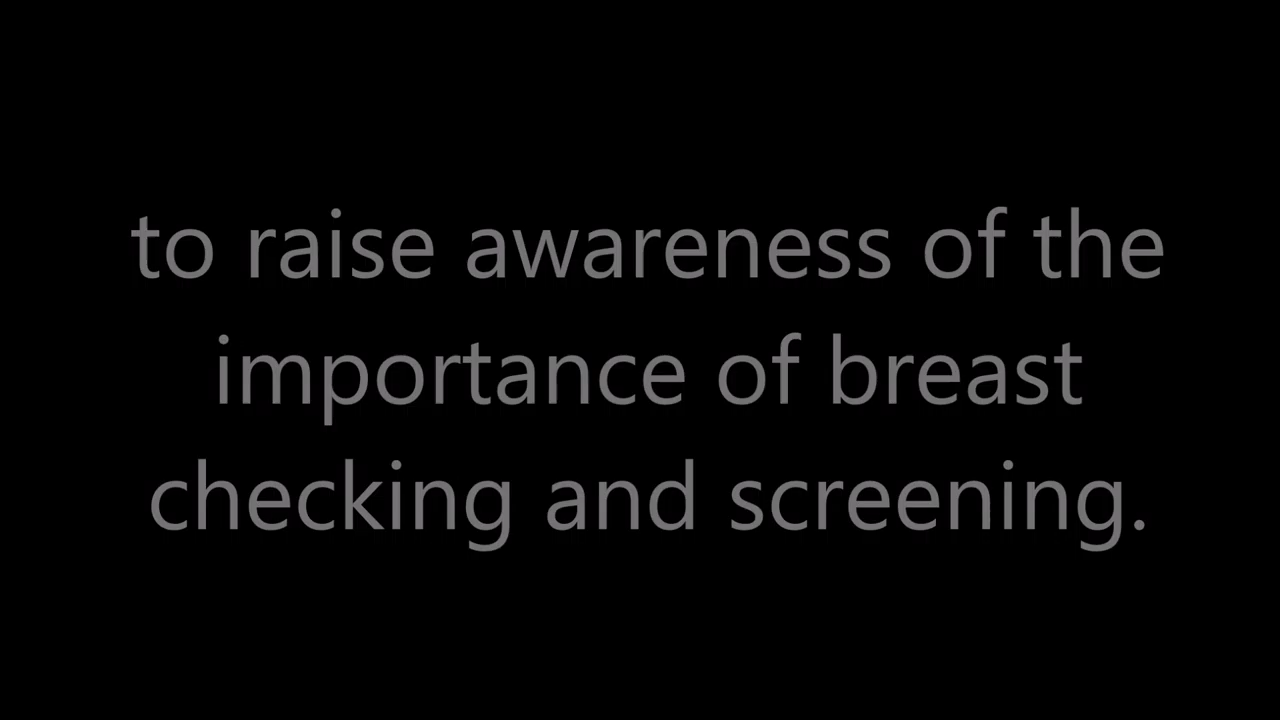 to raise awareness of the
importance of breast
checking and screening.